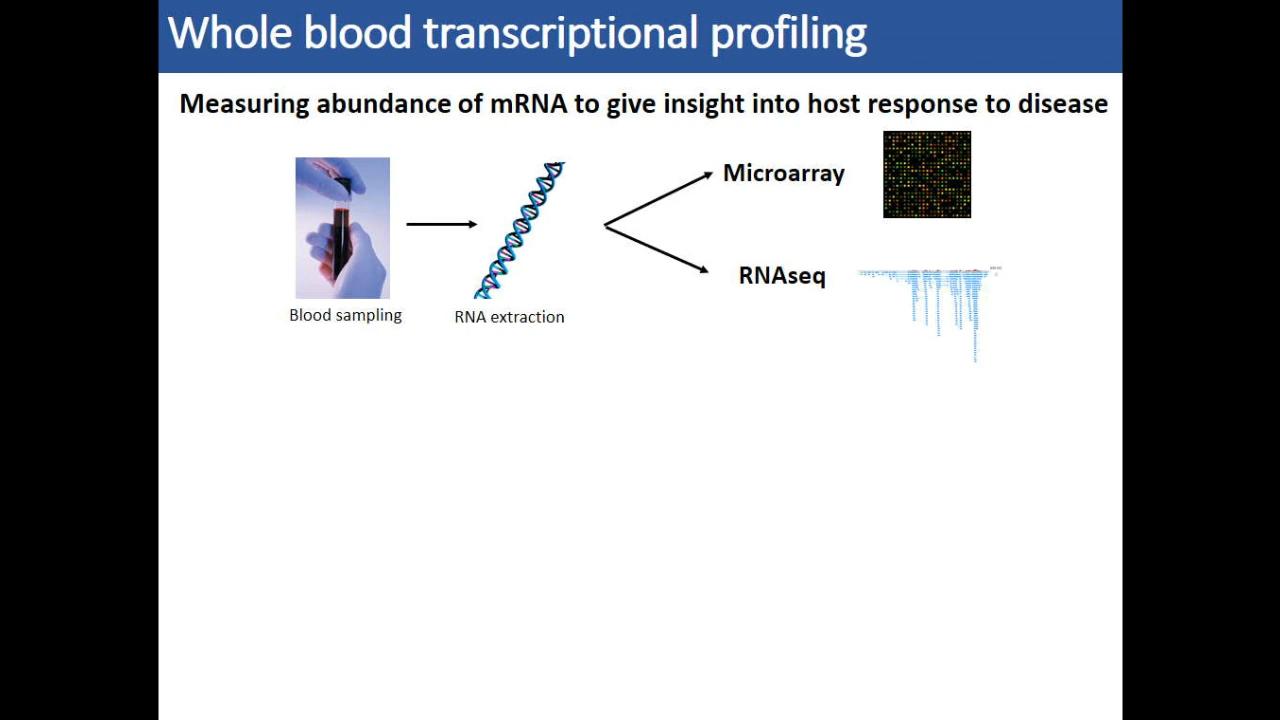 Whole blood transcriptional profiling
Measuring abundance of mRNA to give insight into host response to disease
Microarray
RNAseq
Blood sampling
RNA extraction